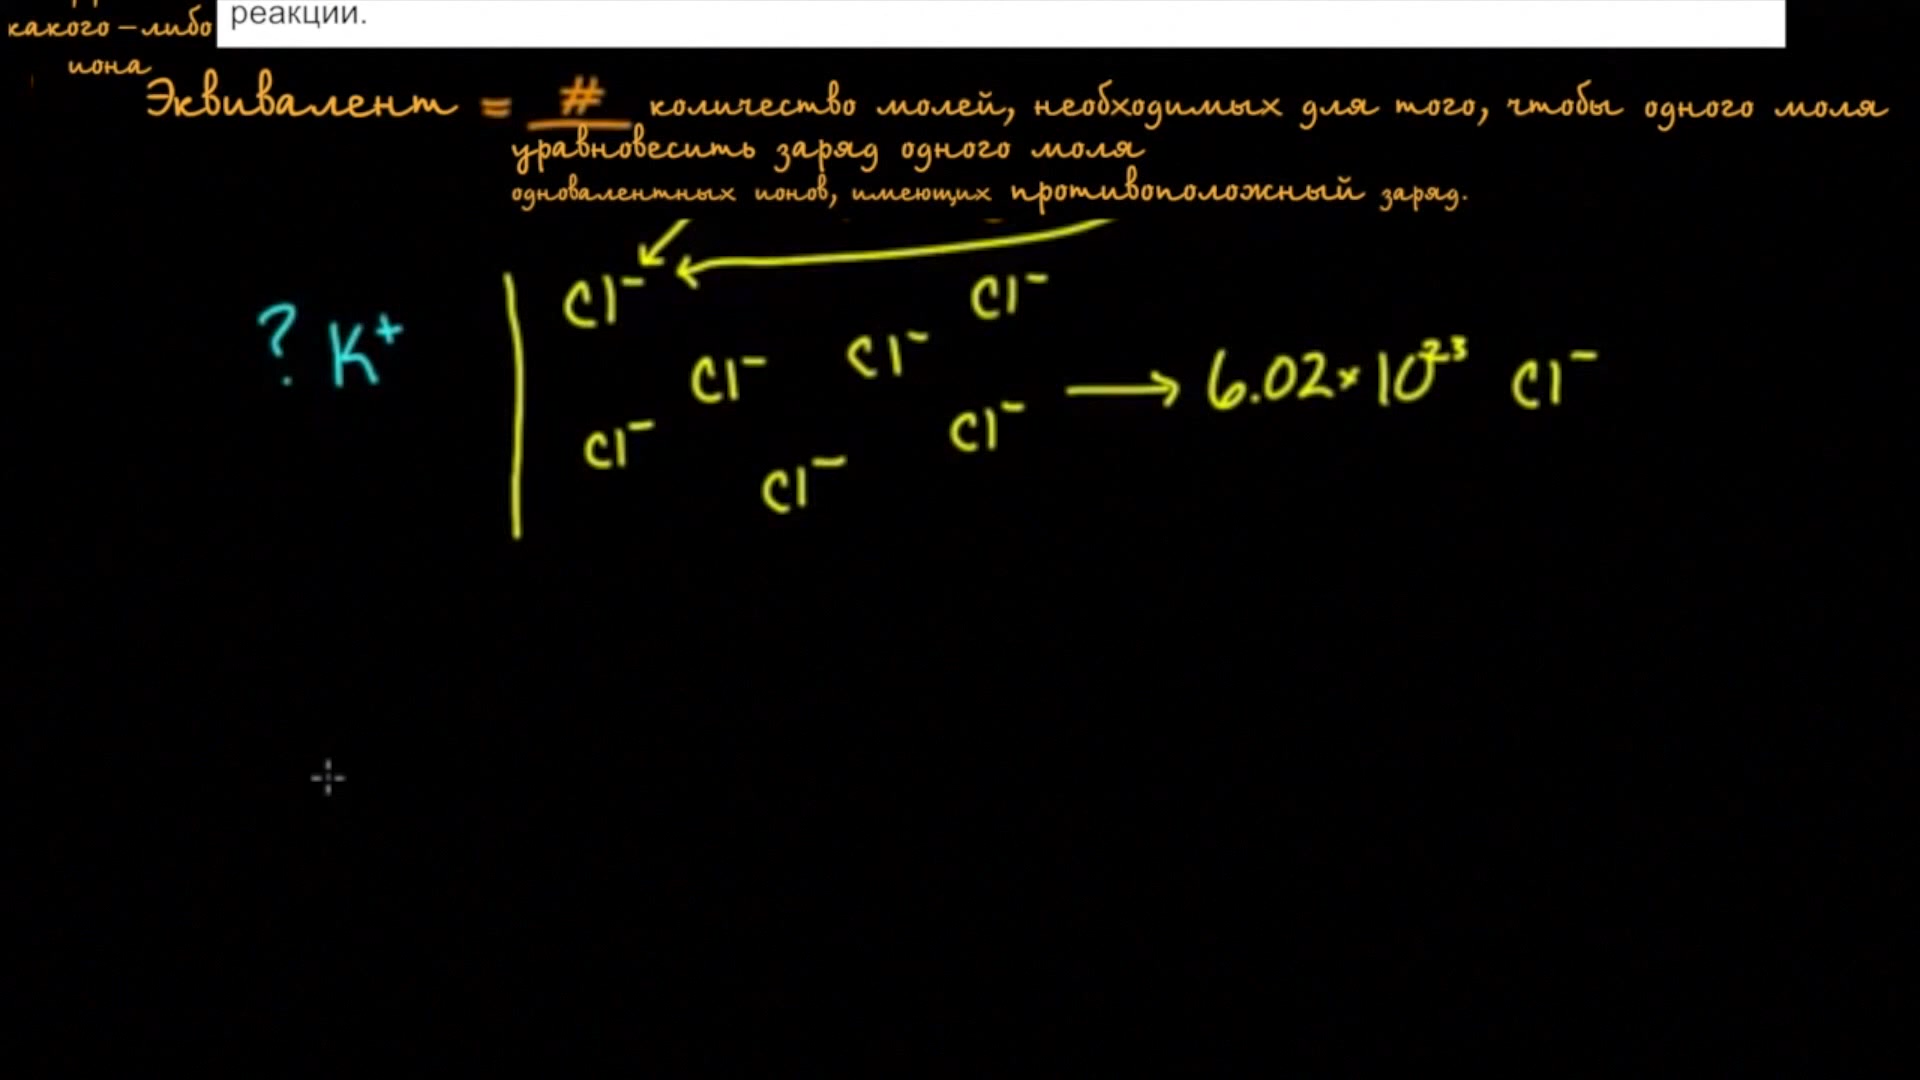 реакции.
какого-либо
иона
Эквивалент = # количество молей, необходимых для того, чтобы одного моля
уравновесить заряд одного моля
одновалентных ионов, имеющих противоположный заряд.
Cl⁻ Cl⁻
? K⁺ Cl⁻ Cl⁻ → 6.02×10²³ Cl⁻
Cl⁻ Cl⁻
Cl⁻